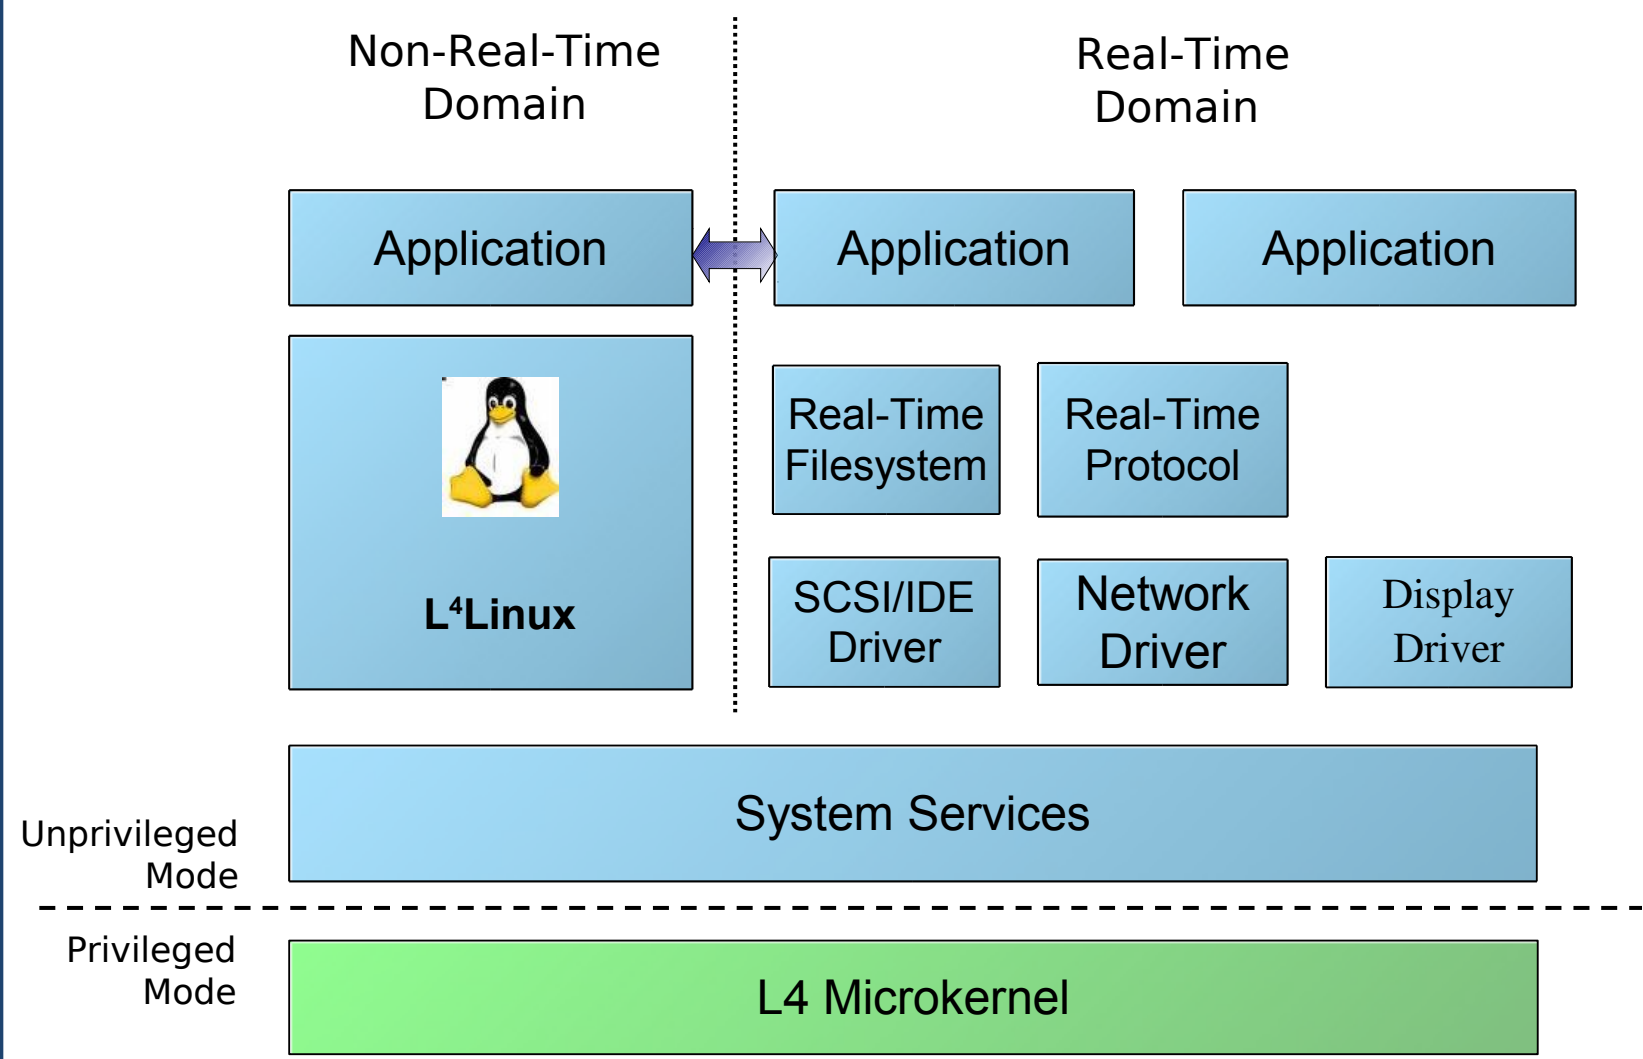 Non-Real-Time
Domain
Real-Time
Domain
Application
Application
Application
Real-Time
Filesystem
Real-Time
Protocol
L⁴Linux
SCSI/IDE
Driver
Network
Driver
Display
Driver
System Services
Unprivileged
Mode
Privileged
Mode
L4 Microkernel